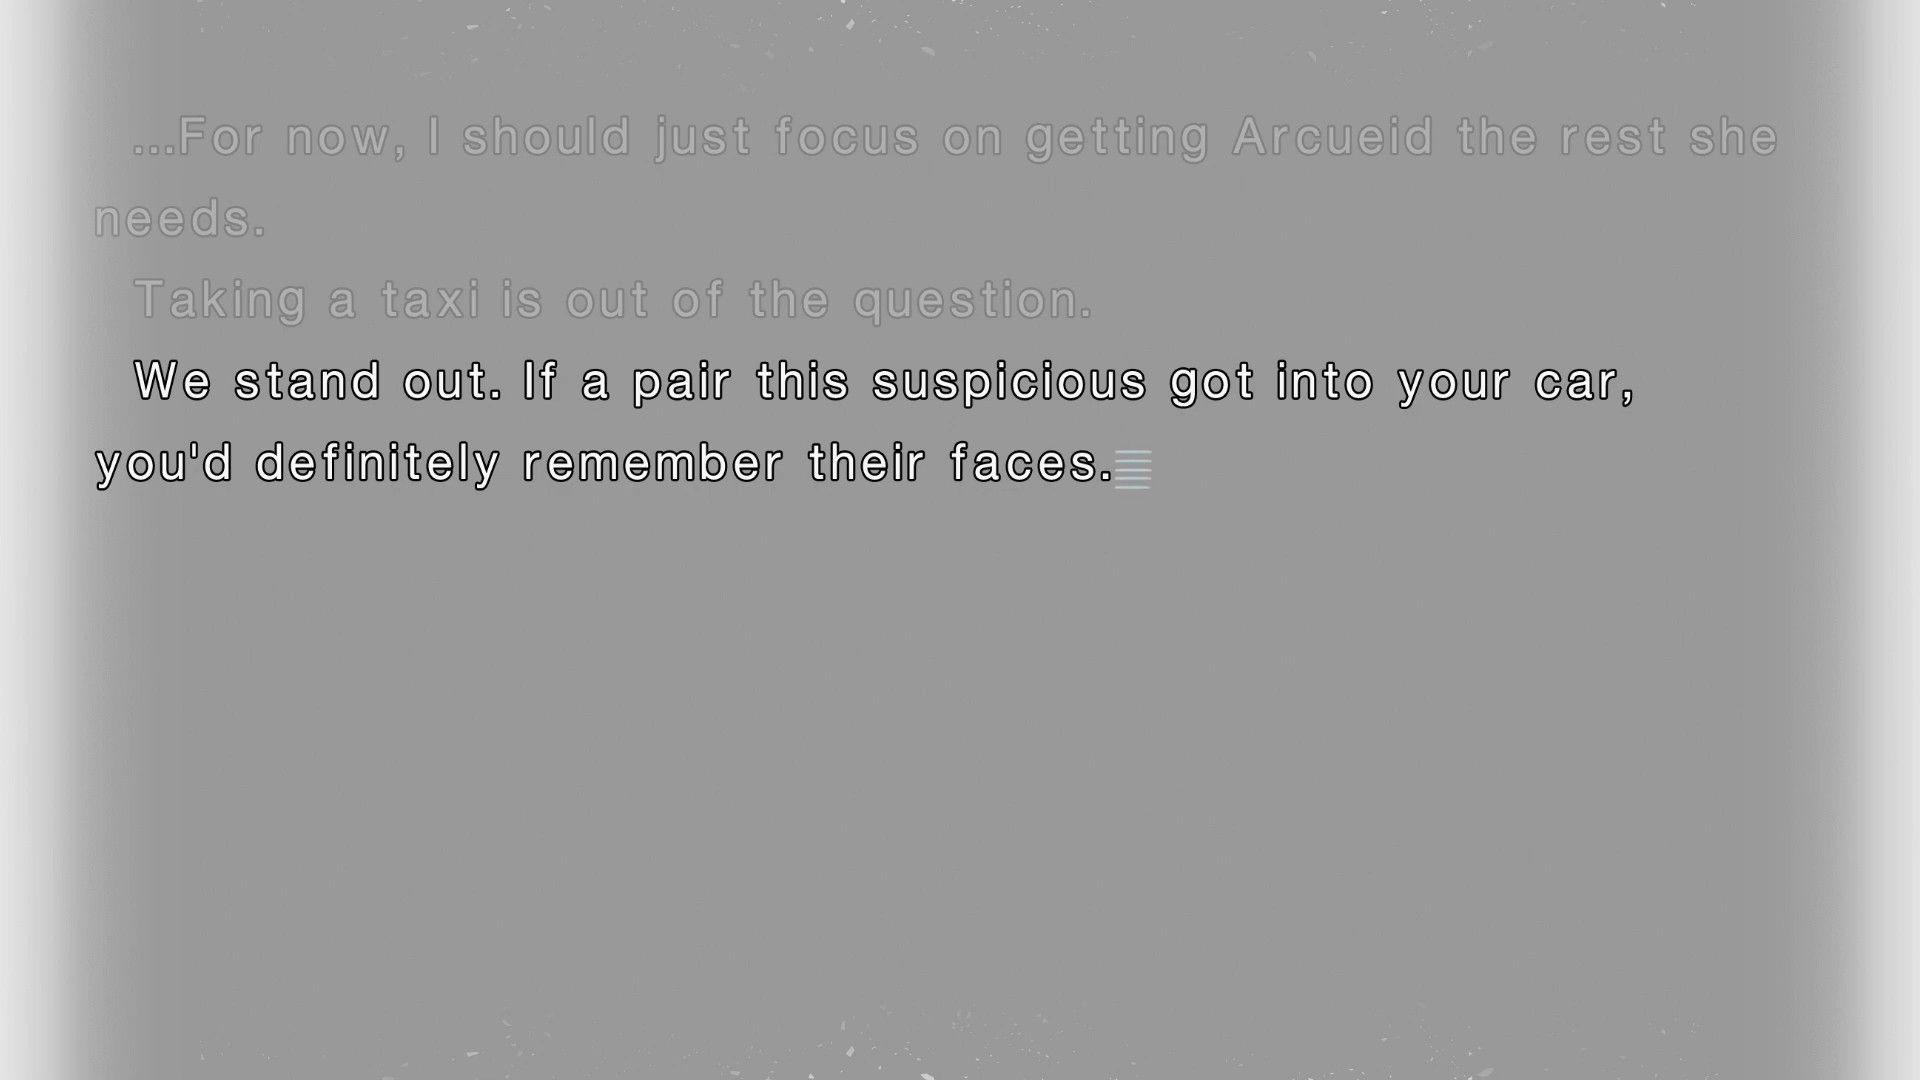 ...For now, I should just focus on getting Arcueid the rest she
needs.
Taking a taxi is out of the question.
We stand out. If a pair this suspicious got into your car,
you'd definitely remember their faces.